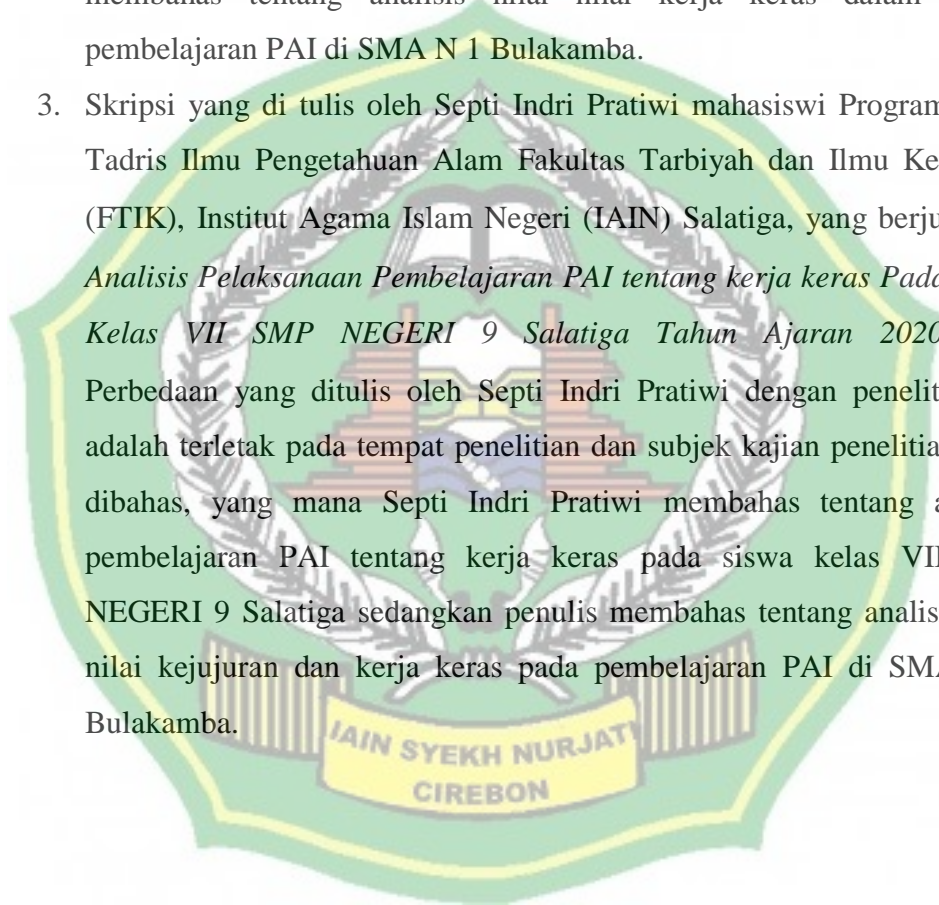 membahas tentang analisis nilai nilai kerja keras dalam
pembelajaran PAI di SMA N 1 Bulakamba.
3. Skripsi yang di tulis oleh Septi Indri Pratiwi mahasiswi Program
Tadris Ilmu Pengetahuan Alam Fakultas Tarbiyah dan Ilmu Ke
(FTIK), Institut Agama Islam Negeri (IAIN) Salatiga, yang berju
Analisis Pelaksanaan Pembelajaran PAI tentang kerja keras Pada
Kelas VII SMP NEGERI 9 Salatiga Tahun Ajaran 2020
Perbedaan yang ditulis oleh Septi Indri Pratiwi dengan penelit
adalah terletak pada tempat penelitian dan subjek kajian penelitia
dibahas, yang mana Septi Indri Pratiwi membahas tentang a
pembelajaran PAI tentang kerja keras pada siswa kelas VII
NEGERI 9 Salatiga sedangkan penulis membahas tentang analis
nilai kejujuran dan kerja keras pada pembelajaran PAI di SMA
Bulakamba.
IAIN SYEKH NURJATI
CIREBON